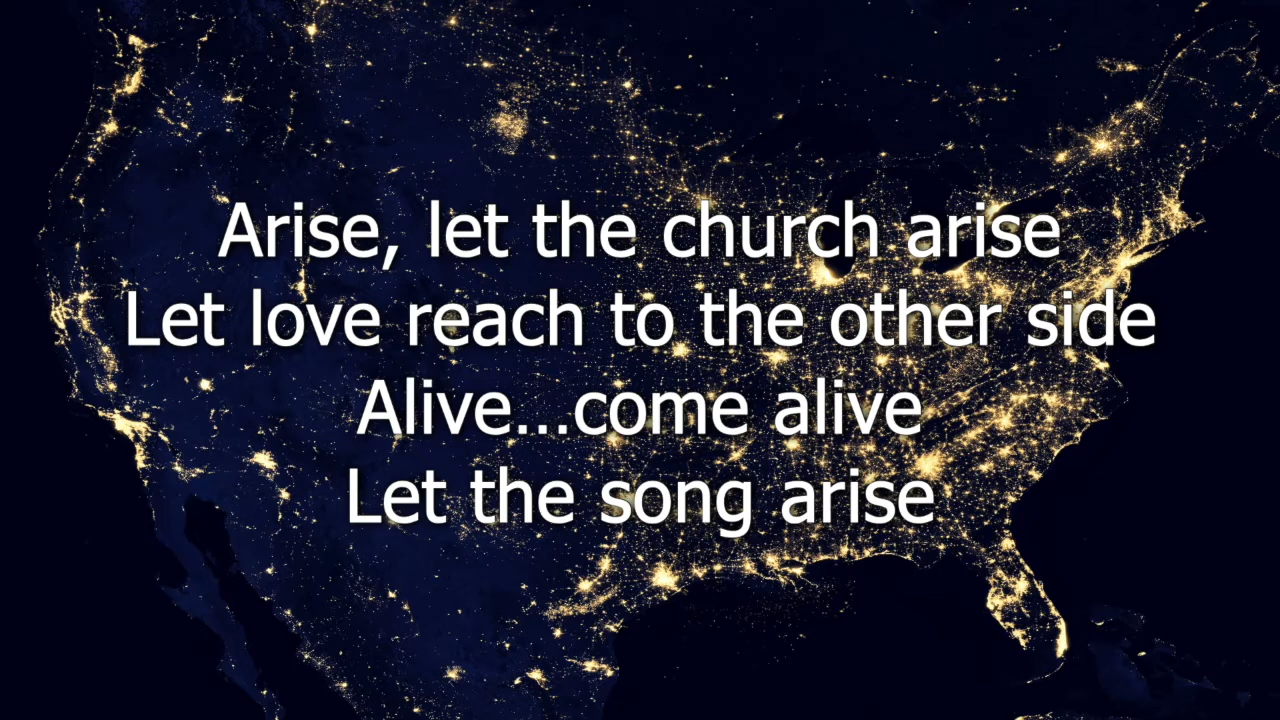 Arise, let the church arise
Let love reach to the other side
Alive...come alive
Let the song arise